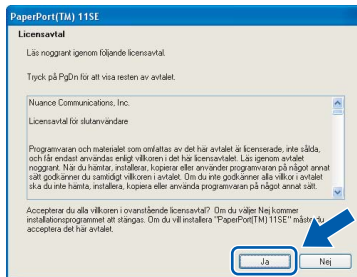 PaperPort(TM) 11SE
Licensavtal
Läs noggrant igenom följande licensavtal.
Tryck på PgDn för att visa resten av avtalet.
Nuance Communications, Inc.
Licensavtal för slutanvändare
Programvaran och materialet som omfattas av det här avtalet är licenserade, inte sålda,
och får endast användas enligt villkoren i det här licensavtalet. Läs igenom avtalet
noggrant. När du hämtar, installerar, kopierar eller använder programvaran på något annat
sätt godkänner du samtidigt villkoren i avtalet. Om du inte godkänner alla villkor i avtalet
ska du inte hämta, installera, kopiera eller använda programvaran på något annat sätt.
Accepterar du alla villkoren i ovanstående licensavtal? Om du väljer Nej kommer
installationsprogrammet att stängas. Om du vill installera "PaperPort(TM) 11SE" måste du
acceptera det här avtalet.
Ja
Nej